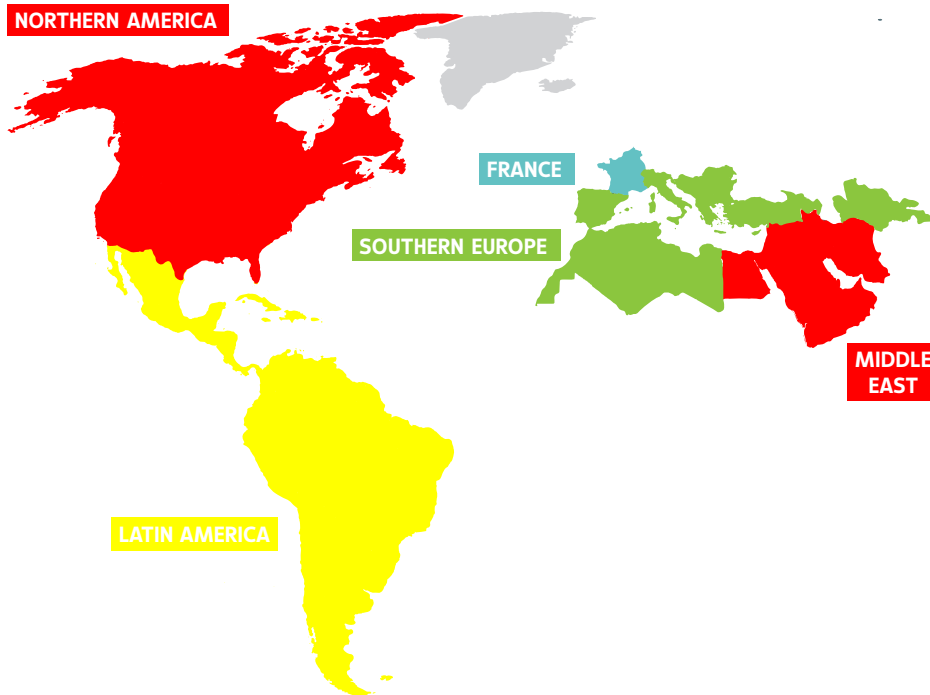 NORTHERN AMERICA
FRANCE
SOUTHERN EUROPE
MIDDLE
EAST
LATIN AMERICA